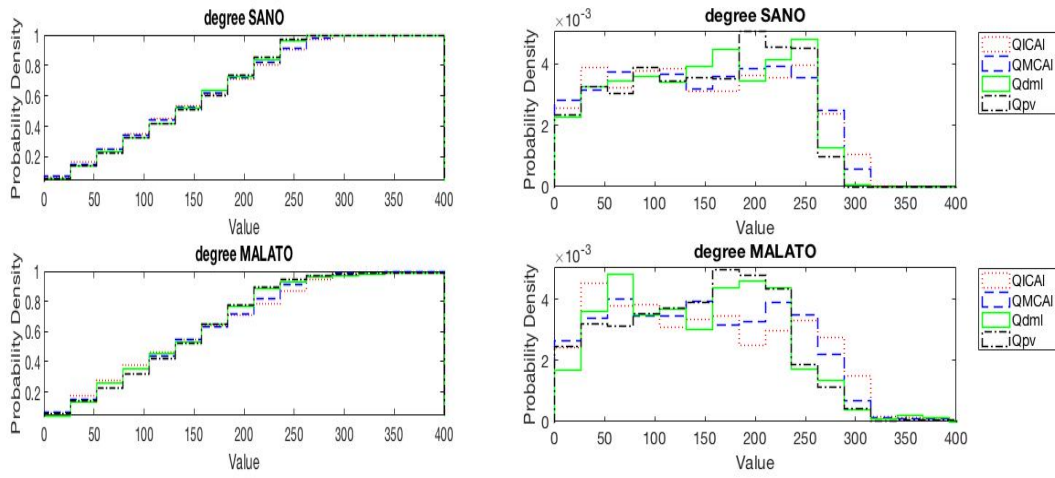 degree SANO
Probability Density
1
0.8
0.6
0.4
0.2
0 50 100 150 200 250 300 350 400
Value
degree SANO
×10⁻³
Probability Density
4
2
0
0 50 100 150 200 250 300 350 400
Value
QICAI
QMCAI
Qdml
Qpv
degree MALATO
Probability Density
1
0.8
0.6
0.4
0.2
0 50 100 150 200 250 300 350 400
Value
degree MALATO
×10⁻³
Probability Density
4
2
0
0 50 100 150 200 250 300 350 400
Value
QICAI
QMCAI
Qdml
Qpv